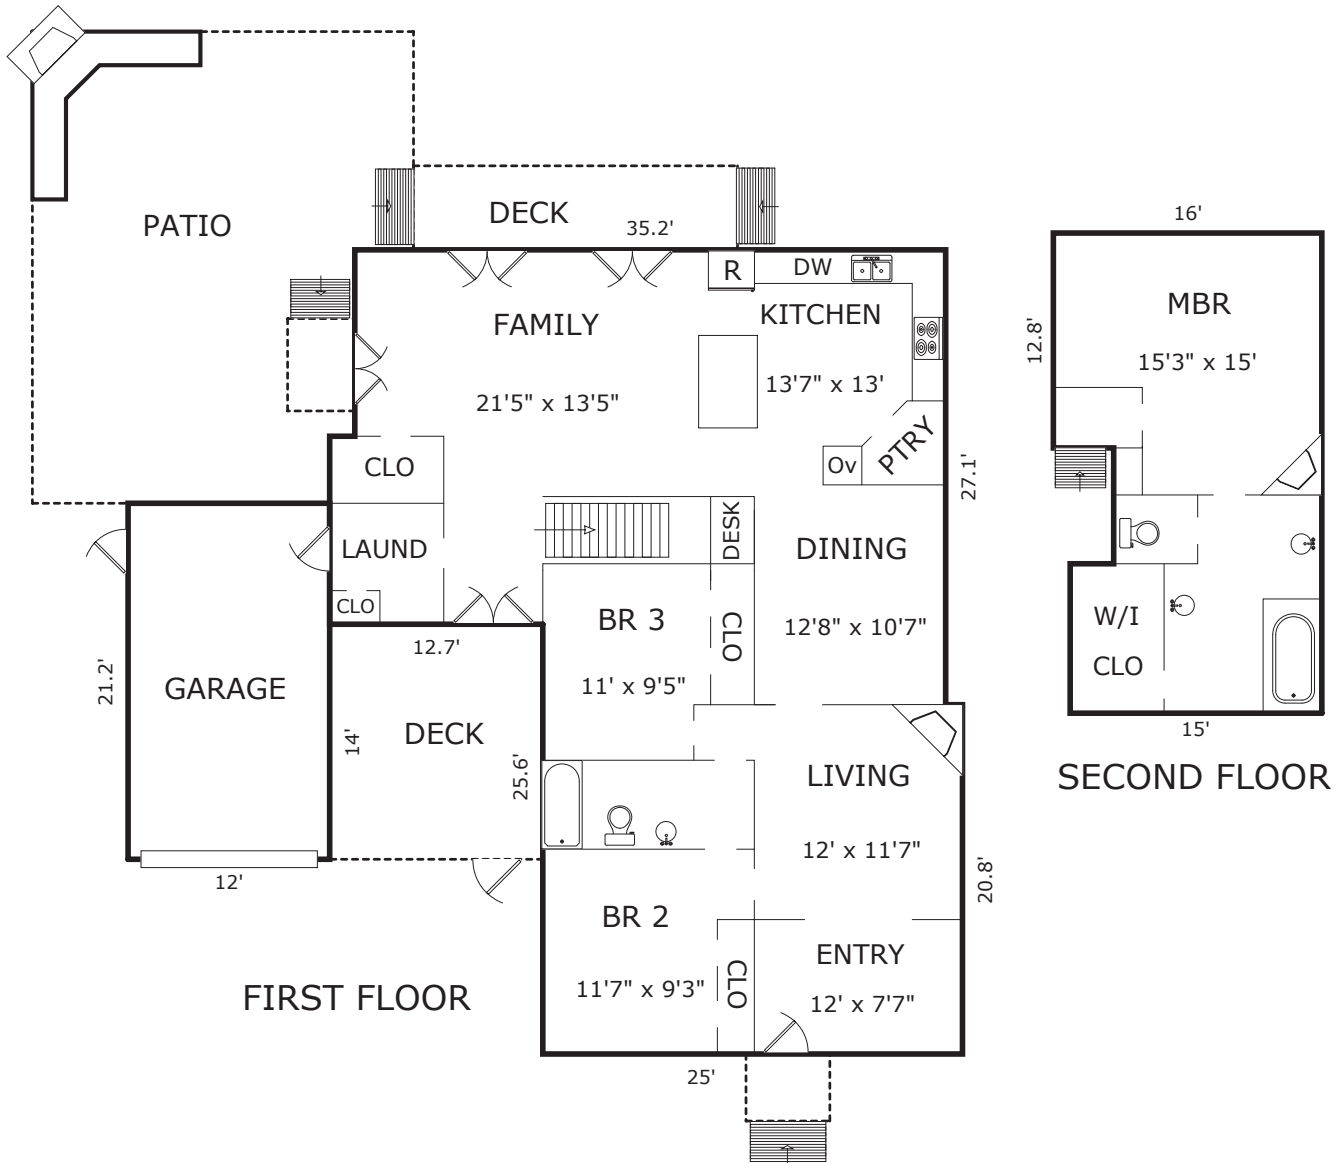 PATIO
DECK
35.2'
R
DW
FAMILY
21'5" x 13'5"
KITCHEN
13'7" x 13'
PTRY
Ov
27.1'
CLO
LAUND
CLO
12.7'
DESK
DINING
12'8" x 10'7"
BR 3
11' x 9'5"
CLO
GARAGE
21.2'
12'
DECK
14'
25.6'
LIVING
12' x 11'7"
20.8'
BR 2
11'7" x 9'3"
CLO
ENTRY
12' x 7'7"
25'
FIRST FLOOR
16'
MBR
15'3" x 15'
12.8'
W/I
CLO
15'
SECOND FLOOR